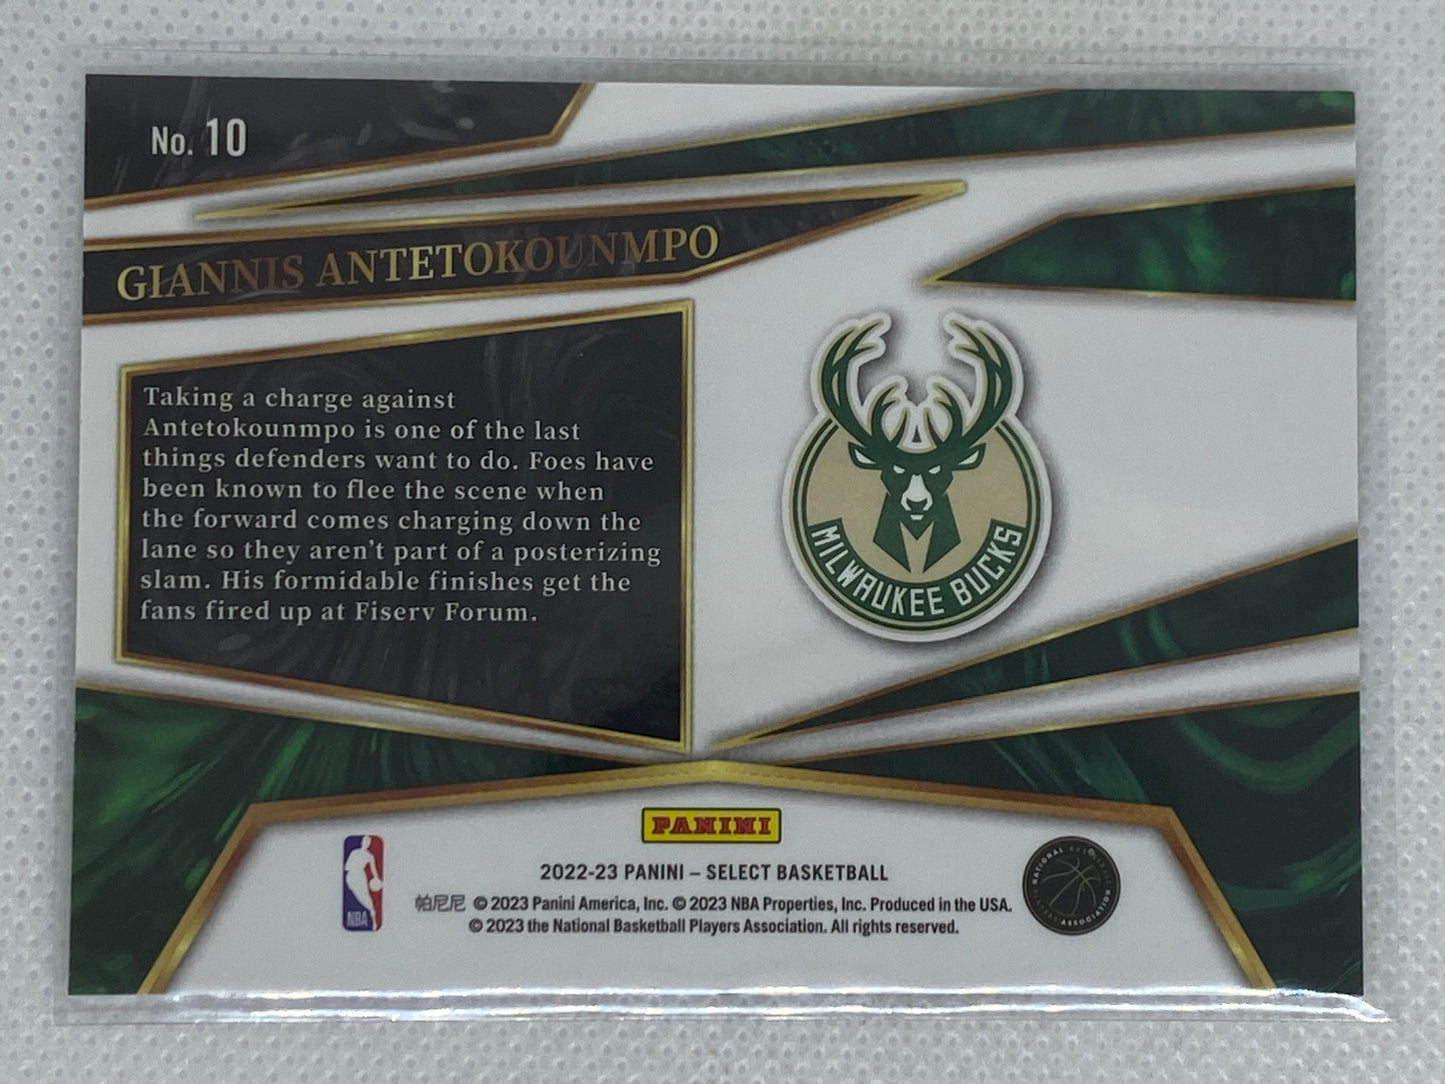 No. 10
GIANNIS ANTETOKOUNMPO
Taking a charge against
Antetokounmpo is one of the last
things defenders want to do. Foes have
been known to flee the scene when
the forward comes charging down the
lane so they aren't part of a posterizing
slam. His formidable finishes get the
fans fired up at Fiserv Forum.
MILWAUKEE BUCKS
PANINI
NBA
2022-23 PANINI – SELECT BASKETBALL
帕尼尼 © 2023 Panini America, Inc. © 2023 NBA Properties, Inc. Produced in the USA.
© 2023 the National Basketball Players Association. All rights reserved.
NATIONAL BASKETBALL
PLAYERS ASSOCIATION